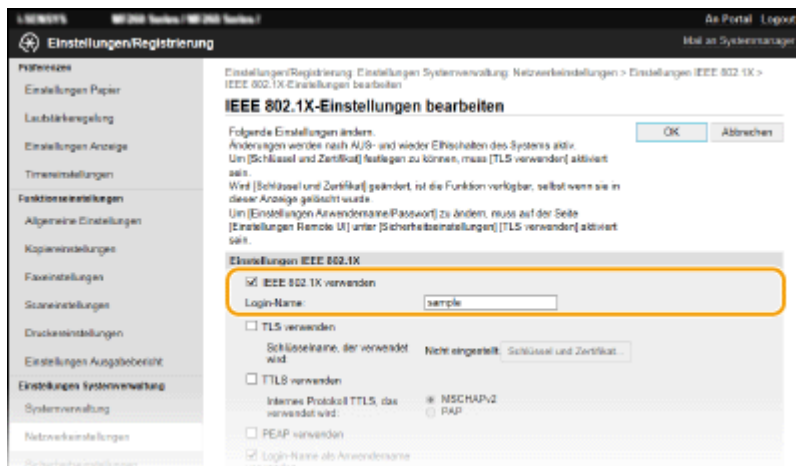 An Portal Logout
Einstellungen/Registrierung
Mail an Systemmanager
Präferenzen
Einstellungen Papier
Lautstärkeregelung
Einstellungen Anzeige
Timereinstellungen
Funktionseinstellungen
Allgemeine Einstellungen
Kopiereinstellungen
Faxeinstellungen
Scaneinstellungen
Druckereinstellungen
Einstellungen Ausgabebericht
Einstellungen Systemverwaltung
Systemverwaltung
Netzwerkeinstellungen
Sicherheitseinstellungen
Einstellungen/Registrierung: Einstellungen Systemverwaltung: Netzwerkeinstellungen > Einstellungen IEEE 802.1X >
IEEE 802.1X-Einstellungen bearbeiten
IEEE 802.1X-Einstellungen bearbeiten
OK Abbrechen
Folgende Einstellungen ändern.
Änderungen werden nach AUS- und wieder EINschalten des Systems aktiv.
Um [Schlüssel und Zertifikat] festlegen zu können, muss [TLS verwenden] aktiviert
sein.
Wird [Schlüssel und Zertifikat] geändert, ist die Funktion verfügbar, selbst wenn sie in
dieser Anzeige gelöscht wurde.
Um [Einstellungen Anwendername/Passwort] zu ändern, muss auf der Seite
[Einstellungen Remote UI] unter [Sicherheitseinstellungen] [TLS verwenden] aktiviert
sein.
Einstellungen IEEE 802.1X
IEEE 802.1X verwenden
Login-Name: sample
TLS verwenden
Schlüsselname, der verwendet
wird:
Nicht eingestellt Schlüssel und Zertifikat...
TTLS verwenden
Internes Protokoll TTLS, das
verwendet wird:
MSCHAPv2
PAP
PEAP verwenden
Login-Name als Anwendername